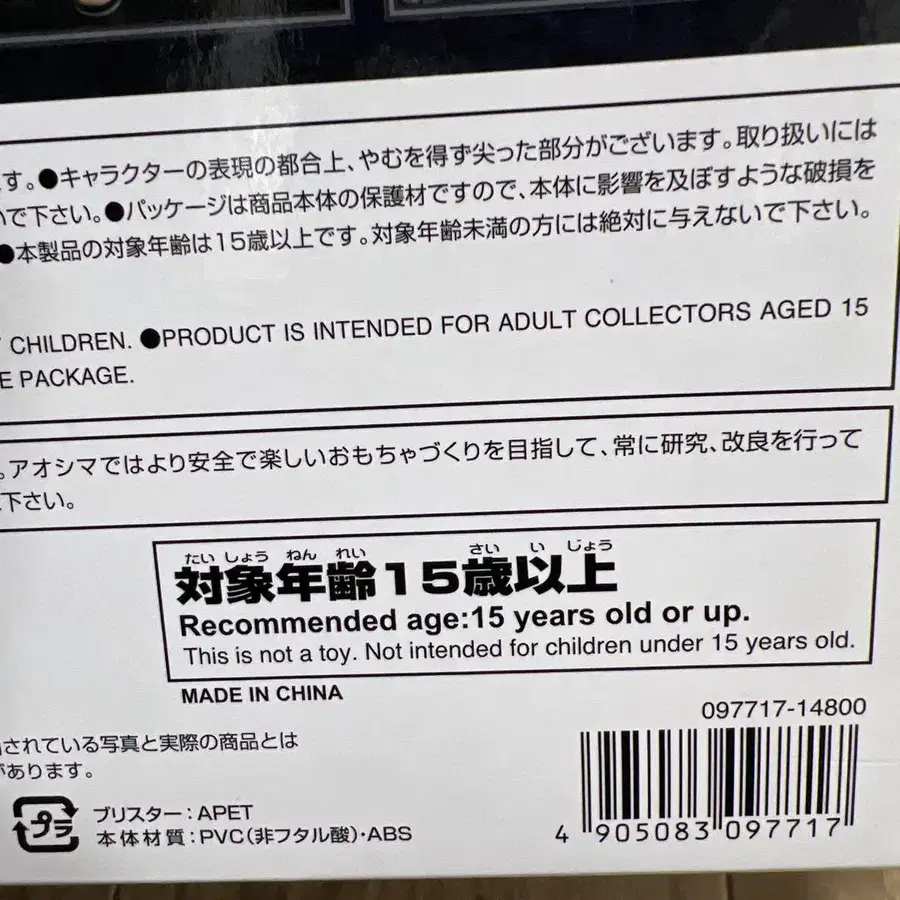 ます。●キャラクターの表現の都合上、やむを得ず尖った部分がございます。取り扱いには
いで下さい。●パッケージは商品本体の保護材ですので、本体に影響を及ぼすような破損を
●本製品の対象年齢は15歳以上です。対象年齢未満の方には絶対に与えないで下さい。
CHILDREN. ●PRODUCT IS INTENDED FOR ADULT COLLECTORS AGED 15
E PACKAGE.
。アオシマではより安全で楽しいおもちゃづくりを目指して、常に研究、改良を行って
下さい。
たいしょう ねんれい さい い じょう
対象年齢15歳以上
Recommended age:15 years old or up.
This is not a toy. Not intended for children under 15 years old.
MADE IN CHINA
097717-14800
されている写真と実際の商品とは
があります。
プラ
ブリスター:APET
本体材質:PVC(非フタル酸)・ABS
4 905083 097717